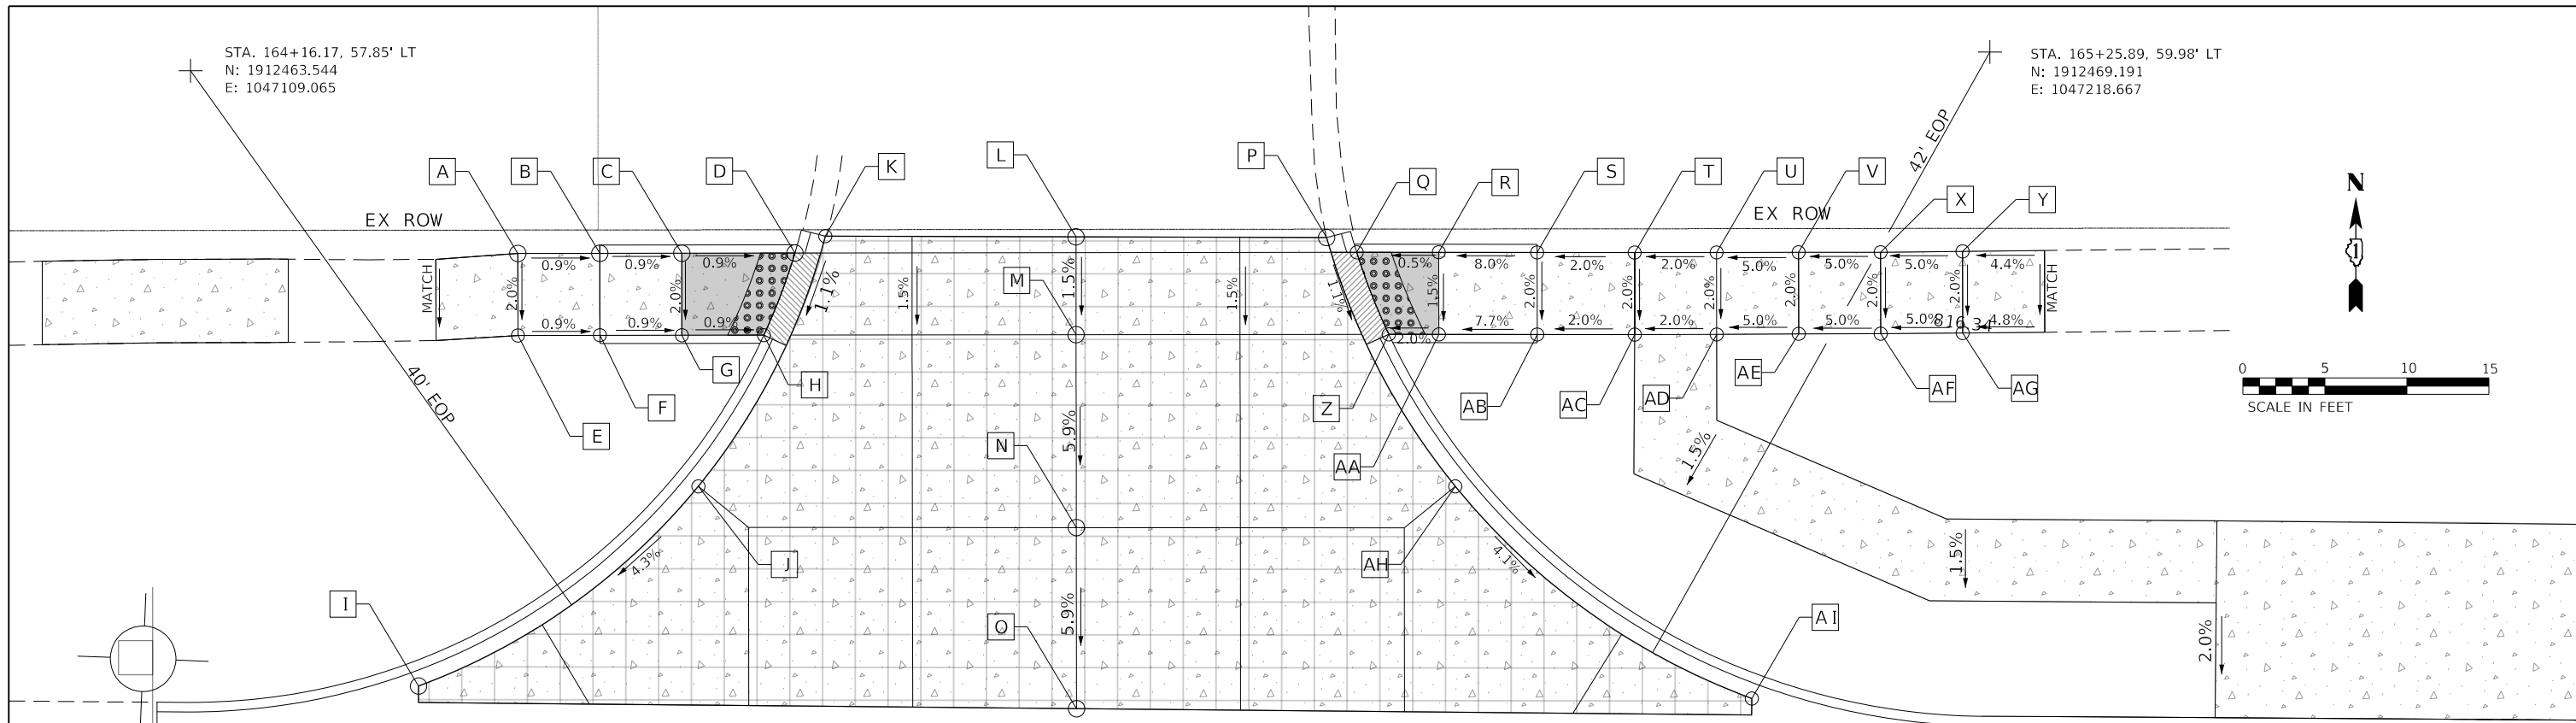 STA. 164+16.17, 57.85' LT
N: 1912463.544
E: 1047109.065
STA. 165+25.89, 59.98' LT
N: 1912469.191
E: 1047218.667
42' EOP
A
B
C
D
K
L
P
Q
R
S
T
U
V
X
Y
N
EX ROW
EX ROW
MATCH
2.0%
0.9%
0.9%
0.9%
2.0%
0.9%
0.9%
0.9%
1.1%
1.5%
M
1.5%
1.5%
1.1%
0.5%
8.0%
2.0%
2.0%
5.0%
5.0%
5.0%
4.4%
1.5%
2.0%
2.0%
2.0%
2.0%
2.0%
2.0%
MATCH
2.0%
7.7%
2.0%
2.0%
5.0%
5.0%
5.0%
816.34
4.8%
40' EOP
G
H
F
E
Z
AA
AB
AC
AD
AE
AF
AG
0 5 10 15
SCALE IN FEET
5.9%
N
1.5%
J
AH
4.3%
4.1%
1.5%
I
5.9%
O
AI
2.0%